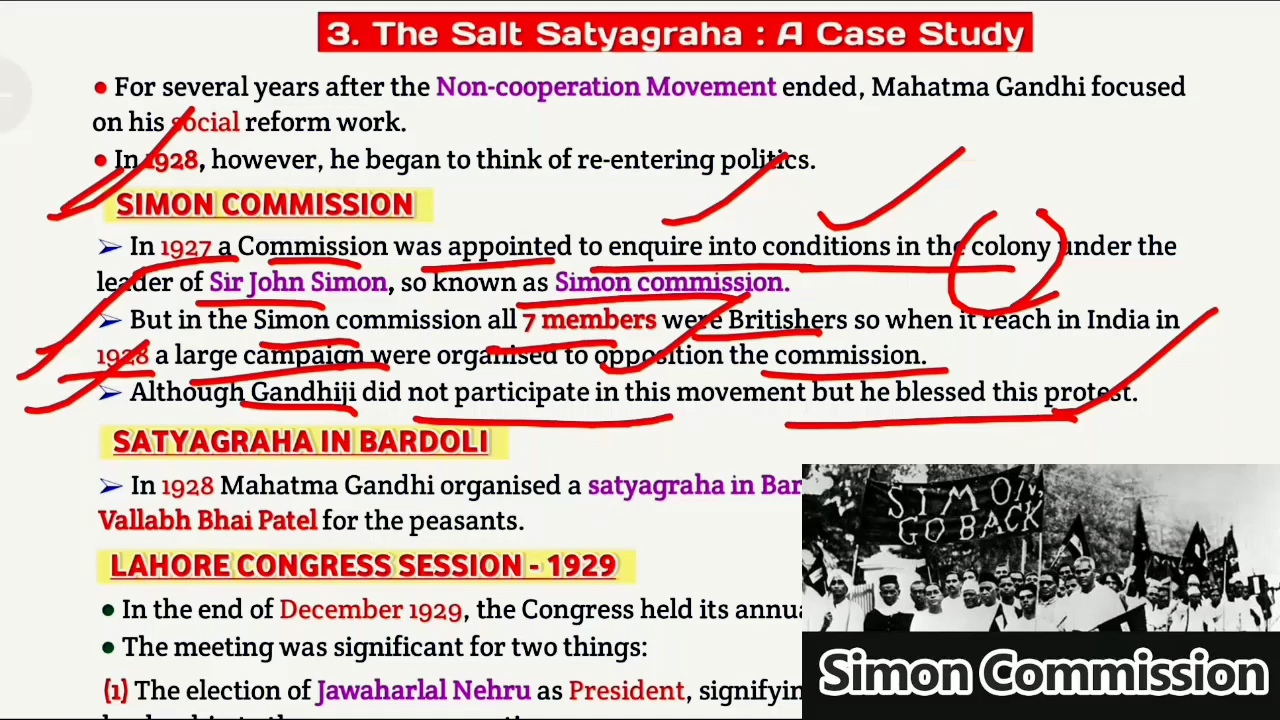 3. The Salt Satyagraha : A Case Study
● For several years after the Non-cooperation Movement ended, Mahatma Gandhi focused
on his social reform work.
● In 1928, however, he began to think of re-entering politics.
SIMON COMMISSION
➢ In 1927 a Commission was appointed to enquire into conditions in the colony under the
leader of Sir John Simon, so known as Simon commission.
➢ But in the Simon commission all 7 members were Britishers so when it reach in India in
1928 a large campaign were organised to opposition the commission.
➢ Although Gandhiji did not participate in this movement but he blessed this protest.
SATYAGRAHA IN BARDOLI
➢ In 1928 Mahatma Gandhi organised a satyagraha in
Vallabh Bhai Patel for the peasants.
LAHORE CONGRESS SESSION - 1929
● In the end of December 1929, the Congress held its
● The meeting was significant for two things:
(1) The election of Jawaharlal Nehru as President,
SIMON,
GO BACK
Simon Commission